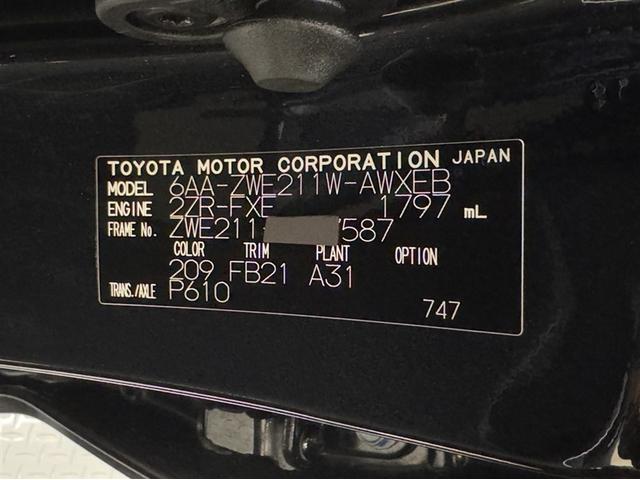 TOYOTA MOTOR CORPORATION JAPAN
MODEL 6AA-ZWE211W-AWXEB
ENGINE 2ZR-FXE 1797 mL
FRAME No. ZWE211 587
COLOR TRIM PLANT OPTION
209 FB21 A31
TRANS./AXLE P610
747